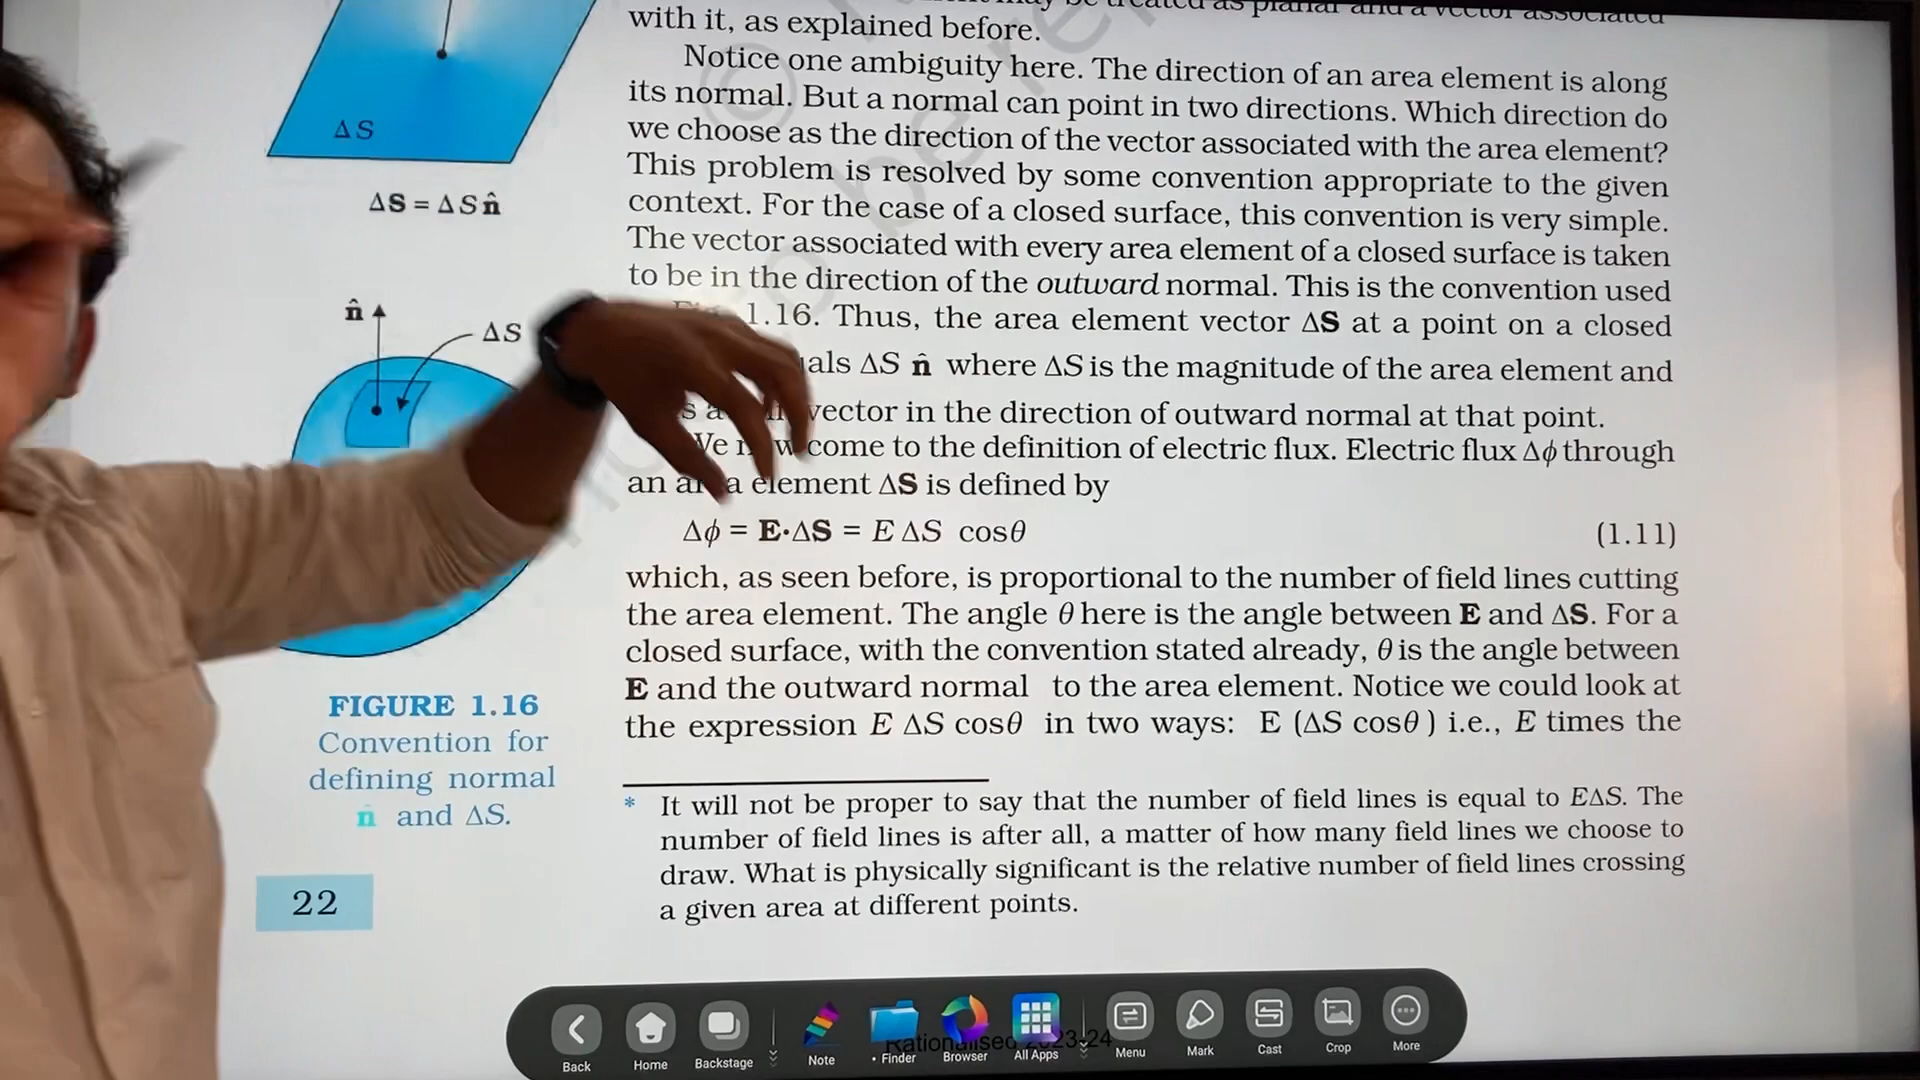 with it, as explained before.
Notice one ambiguity here. The direction of an area element is along
its normal. But a normal can point in two directions. Which direction do
we choose as the direction of the vector associated with the area element?
This problem is resolved by some convention appropriate to the given
context. For the case of a closed surface, this convention is very simple.
The vector associated with every area element of a closed surface is taken
to be in the direction of the outward normal. This is the convention used
1.16. Thus, the area element vector ΔS at a point on a closed
ΔS n̂ where ΔS is the magnitude of the area element and
vector in the direction of outward normal at that point.
come to the definition of electric flux. Electric flux Δϕ through
an area element ΔS is defined by
Δϕ = E·ΔS = E ΔS cosθ (1.11)
which, as seen before, is proportional to the number of field lines cutting
the area element. The angle θ here is the angle between E and ΔS. For a
closed surface, with the convention stated already, θ is the angle between
E and the outward normal to the area element. Notice we could look at
the expression E ΔS cosθ in two ways: E (ΔS cosθ ) i.e., E times the
* It will not be proper to say that the number of field lines is equal to EΔS. The
number of field lines is after all, a matter of how many field lines we choose to
draw. What is physically significant is the relative number of field lines crossing
a given area at different points.
ΔS
ΔS = ΔS n̂
n̂
ΔS
FIGURE 1.16
Convention for
defining normal
n̂ and ΔS.
22
Rationalised 2023-24
Back Home Backstage Note Finder Browser All Apps Menu Mark Cast Crop More